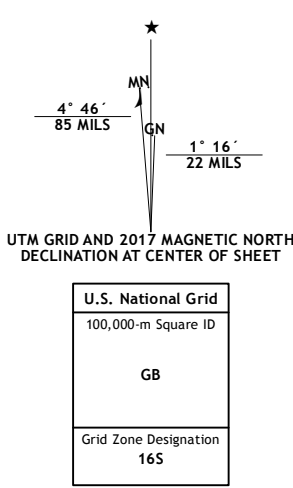 MN
4° 46´
85 MILS
GN
1° 16´
22 MILS
UTM GRID AND 2017 MAGNETIC NORTH
DECLINATION AT CENTER OF SHEET
U.S. National Grid
100,000-m Square ID
GB
Grid Zone Designation
16S